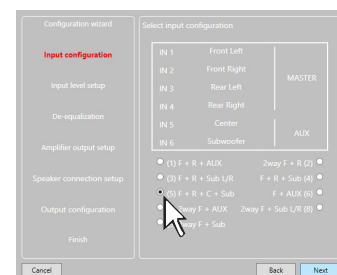 Configuration wizard
Input configuration
Input level setup
De-equalization
Amplifier output setup
Speaker connection setup
Output configuration
Finish
Select input configuration
IN 1 Front Left
IN 2 Front Right
IN 3 Rear Left
IN 4 Rear Right
MASTER
IN 5 Center
IN 6 Subwoofer
AUX
(1) F + R + AUX 2way F + R (2)
(3) F + R + Sub L/R F + R + Sub (4)
(5) F + R + C + Sub F + AUX (6)
way F + AUX 2way F + Sub L/R (8)
way F + Sub
Cancel Back Next